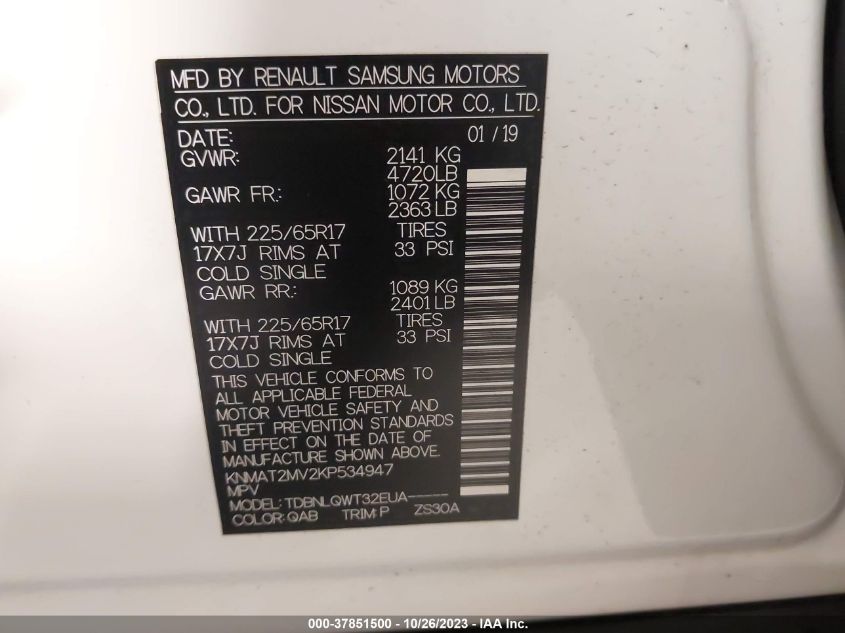 MFD BY RENAULT SAMSUNG MOTORS
CO., LTD. FOR NISSAN MOTOR CO., LTD.
DATE: 01 / 19
GVWR: 2141 KG
4720LB
GAWR FR.: 1072 KG
2363 LB
WITH 225/65R17 TIRES
17X7J RIMS AT 33 PSI
COLD SINGLE
GAWR RR.: 1089 KG
2401 LB
WITH 225/65R17 TIRES
17X7J RIMS AT 33 PSI
COLD SINGLE
THIS VEHICLE CONFORMS TO
ALL APPLICABLE FEDERAL
MOTOR VEHICLE SAFETY AND
THEFT PREVENTION STANDARDS
IN EFFECT ON THE DATE OF
MANUFACTURE SHOWN ABOVE.
KNMAT2MV2KP534947
MPV
MODEL: TDBNLQWT32EUA-----
COLOR: QAB TRIM: P ZS30A
000-37851500 - 10/26/2023 - IAA Inc.